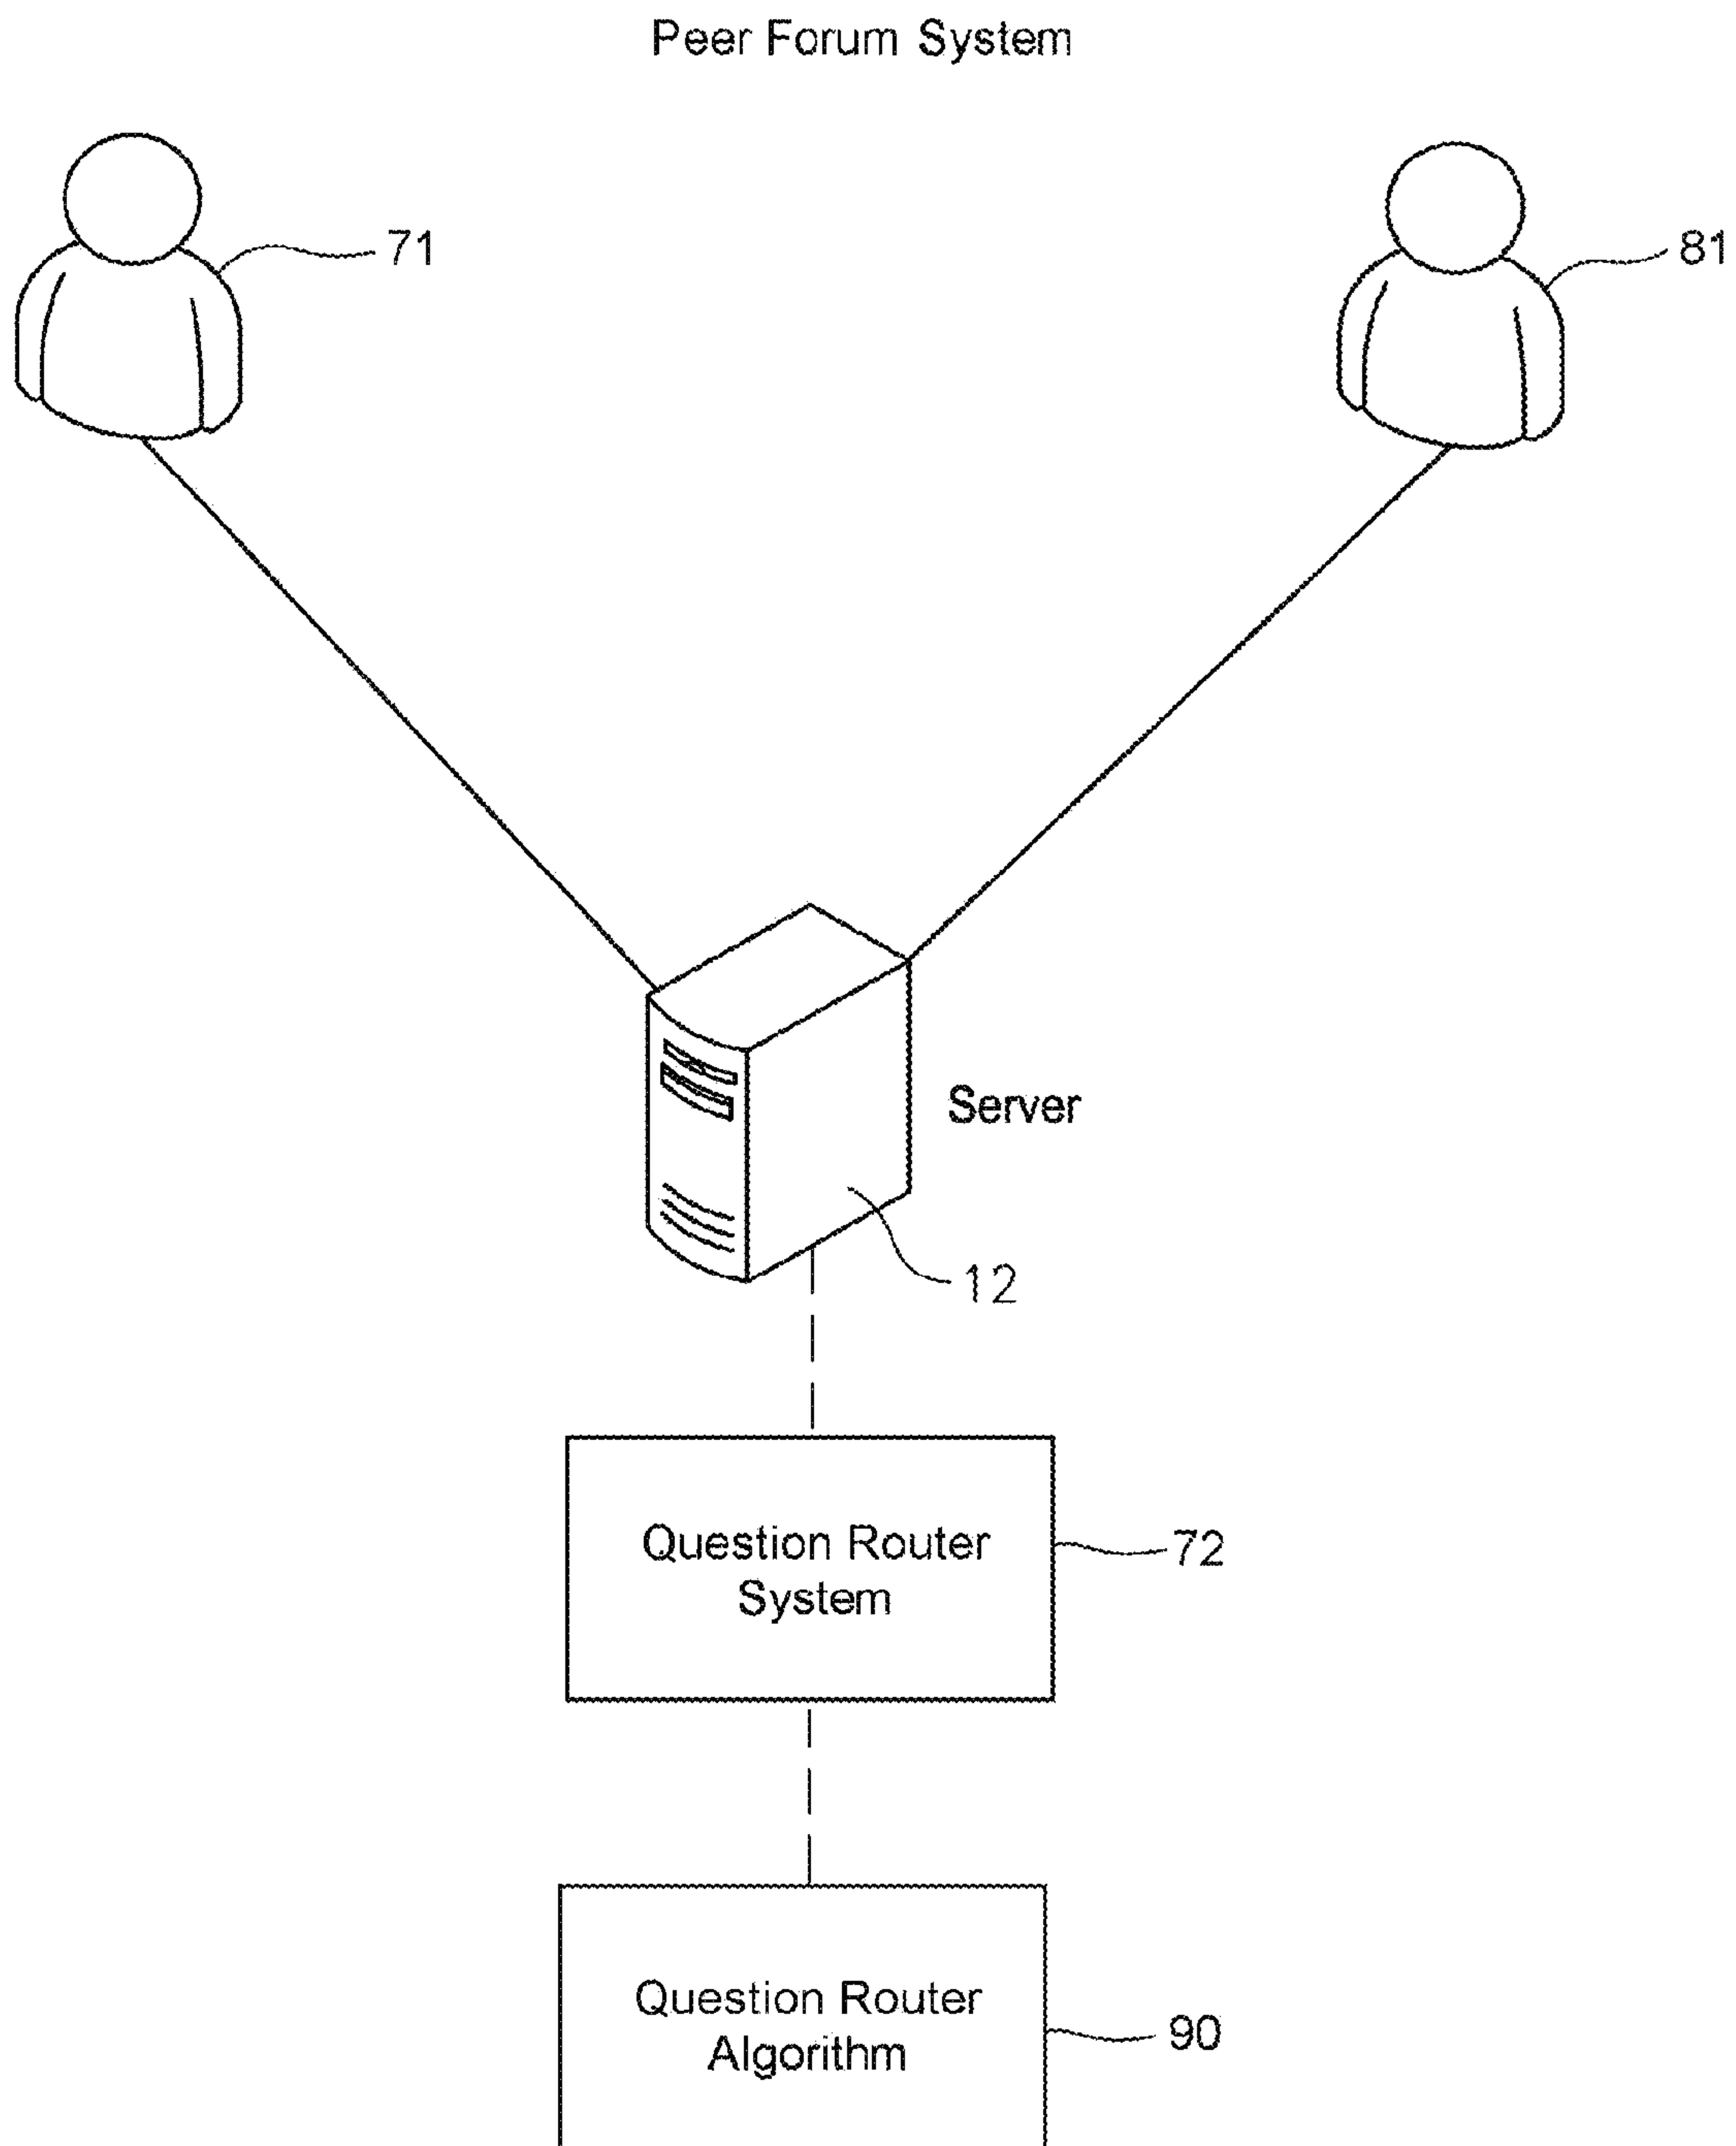 Peer Forum System
71
81
Server
12
Question Router
System
72
Question Router
Algorithm
90